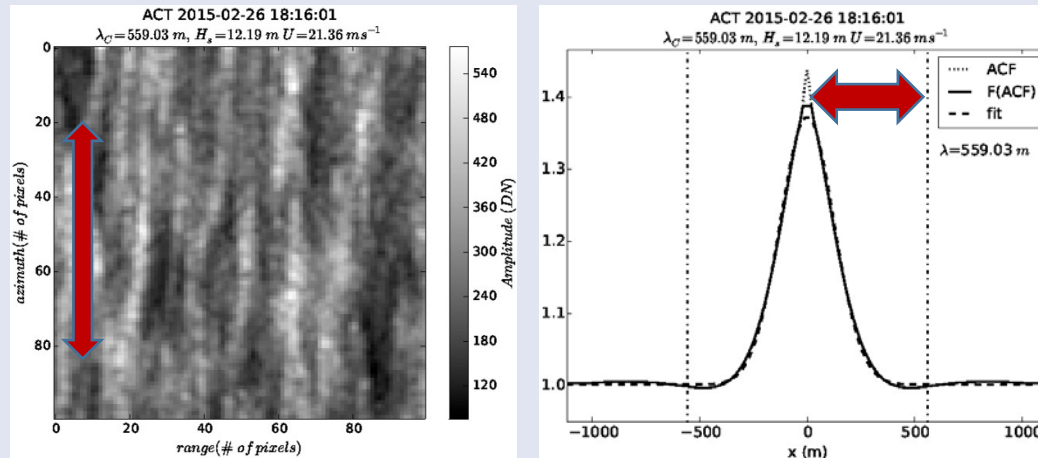 ACT 2015-02-26 18:16:01
λ_C=559.03 m, H_s=12.19 m U=21.36 ms⁻¹
0
20
40
60
80
azimuth(# of pixels)
0 20 40 60 80
range(# of pixels)
540
480
420
360
300
240
180
120
Amplitude (DN)
ACT 2015-02-26 18:16:01
λ_C=559.03 m, H_s=12.19 m U=21.36 ms⁻¹
1.4
1.3
1.2
1.1
1.0
ACF
F(ACF)
fit
λ=559.03 m
−1000 −500 0 500 1000
x (m)